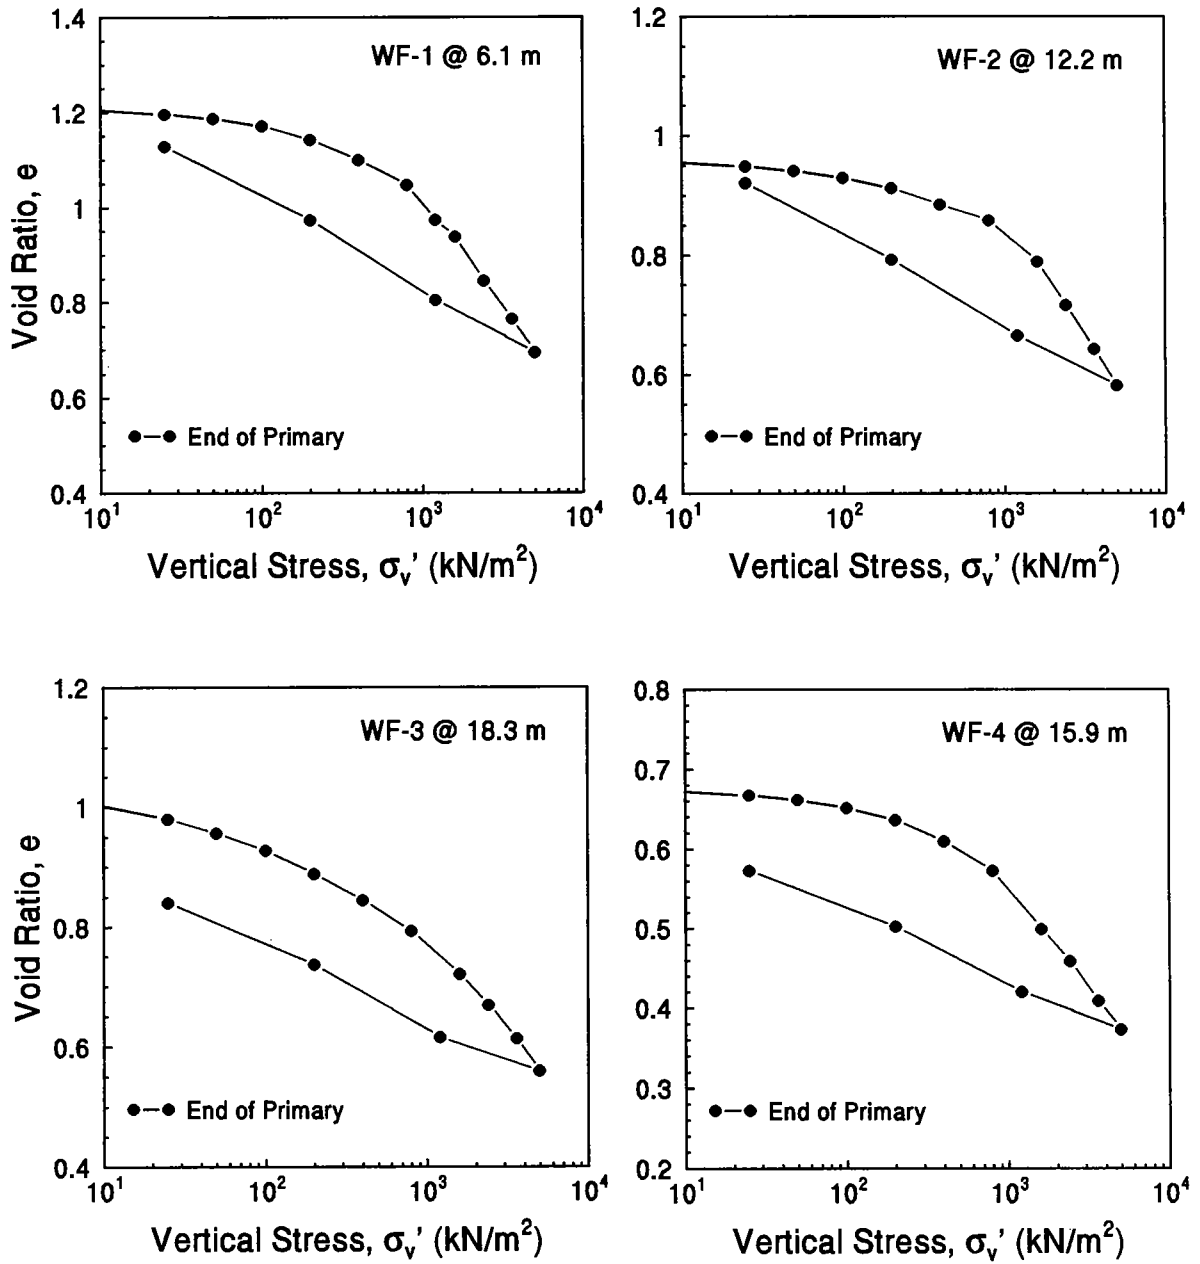 1.4
WF-1 @ 6.1 m
1.2
1
0.8
0.6
0.4
Void Ratio, e
End of Primary
10¹ 10² 10³ 10⁴
Vertical Stress, σᵥ' (kN/m²)
1.2
WF-2 @ 12.2 m
1
0.8
0.6
0.4
End of Primary
10¹ 10² 10³ 10⁴
Vertical Stress, σᵥ' (kN/m²)
1.2
WF-3 @ 18.3 m
1
0.8
0.6
0.4
Void Ratio, e
End of Primary
10¹ 10² 10³ 10⁴
Vertical Stress, σᵥ' (kN/m²)
0.8
WF-4 @ 15.9 m
0.7
0.6
0.5
0.4
0.3
0.2
End of Primary
10¹ 10² 10³ 10⁴
Vertical Stress, σᵥ' (kN/m²)